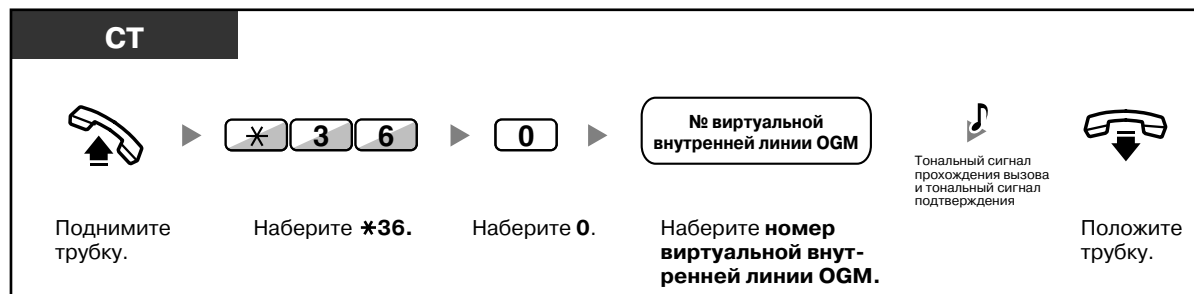 СТ
✳ 3 6
0
№ виртуальной
внутренней линии OGM
Тональный сигнал
прохождения вызова
и тональный сигнал
подтверждения
Поднимите
трубку.
Наберите ✳36.
Наберите 0.
Наберите номер
виртуальной внут-
ренней линии OGM.
Положите
трубку.